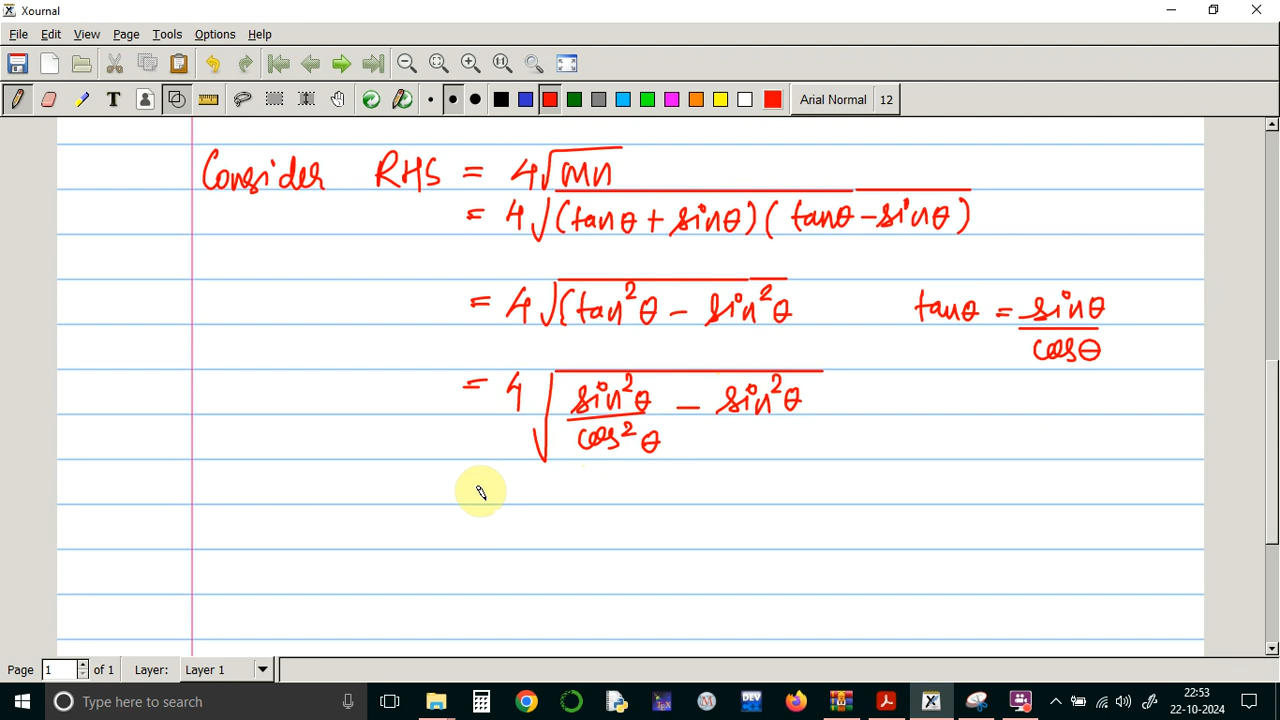 Xournal
File Edit View Page Tools Options Help
Arial Normal 12
Consider RHS = 4√mn
= 4√(tanθ + sinθ)(tanθ - sinθ)
= 4√(tan²θ - sin²θ
tanθ = sinθ/cosθ
= 4√sin²θ/cos²θ - sin²θ
Page 1 of 1 Layer: Layer 1
Type here to search
22:53
22-10-2024